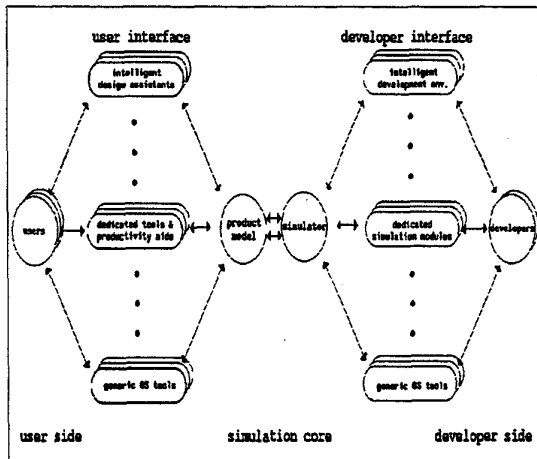 user interface
developer interface
intelligent
design assistants
intelligent
development env.
users
dedicated tools &
productivity aids
product
model
simulator
dedicated
simulation modules
developers
generic OS tools
generic OS tools
user side
simulation core
developer side